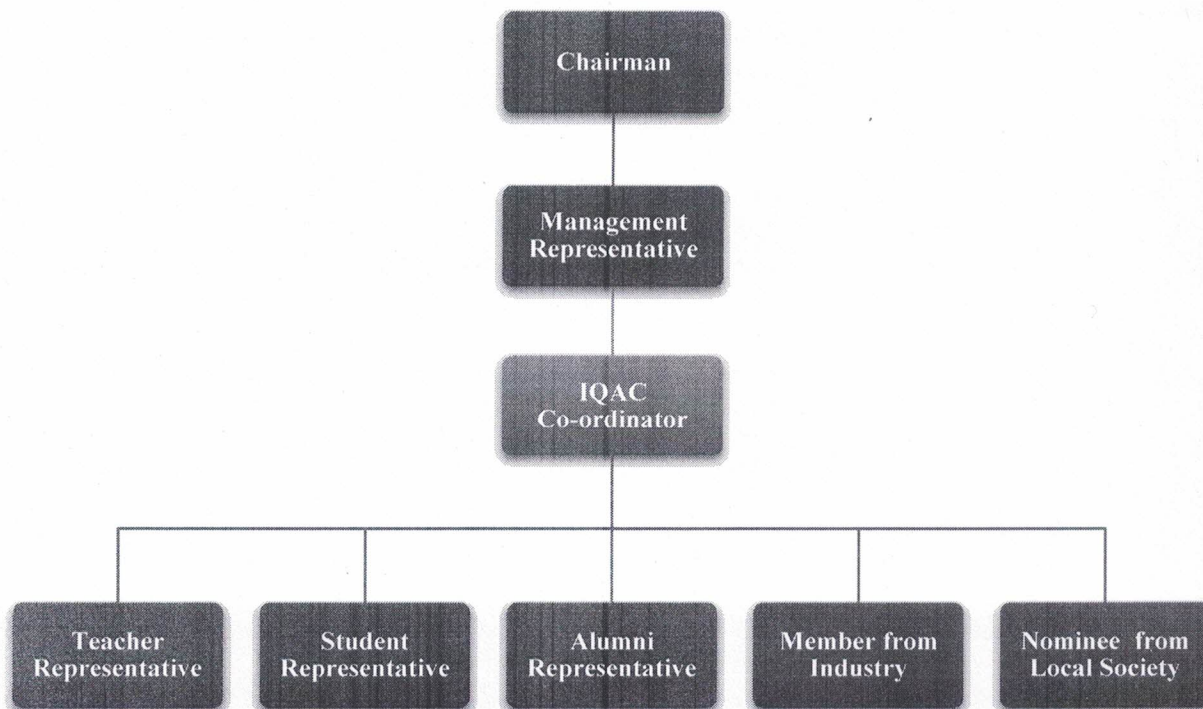 Chairman
Management
Representative
IQAC
Co-ordinator
Teacher
Representative
Student
Representative
Alumni
Representative
Member from
Industry
Nominee from
Local Society